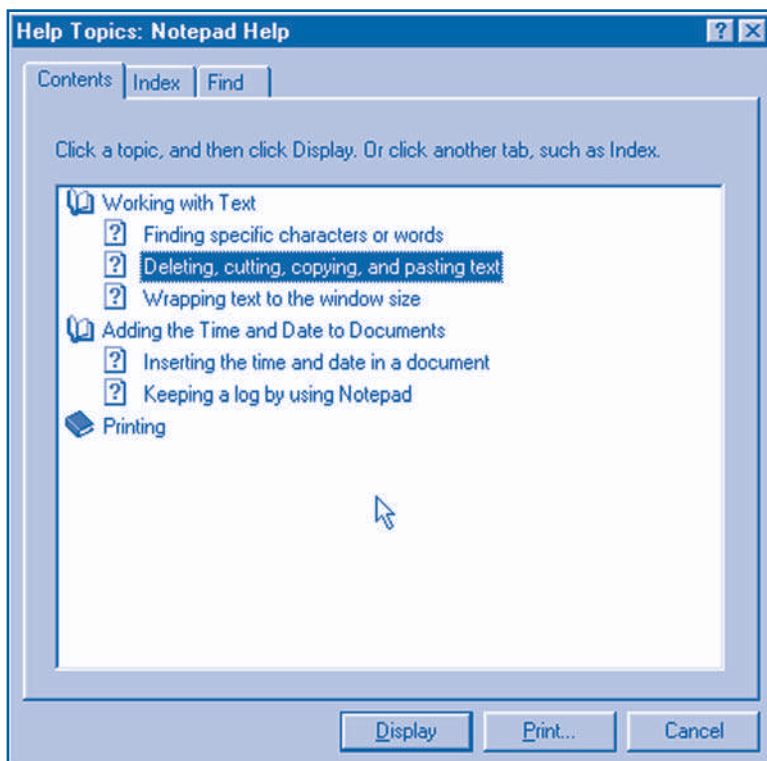 Help Topics: Notepad Help
Contents Index Find
Click a topic, and then click Display. Or click another tab, such as Index.
Working with Text
? Finding specific characters or words
? Deleting, cutting, copying, and pasting text
? Wrapping text to the window size
Adding the Time and Date to Documents
? Inserting the time and date in a document
? Keeping a log by using Notepad
Printing
Display Print... Cancel